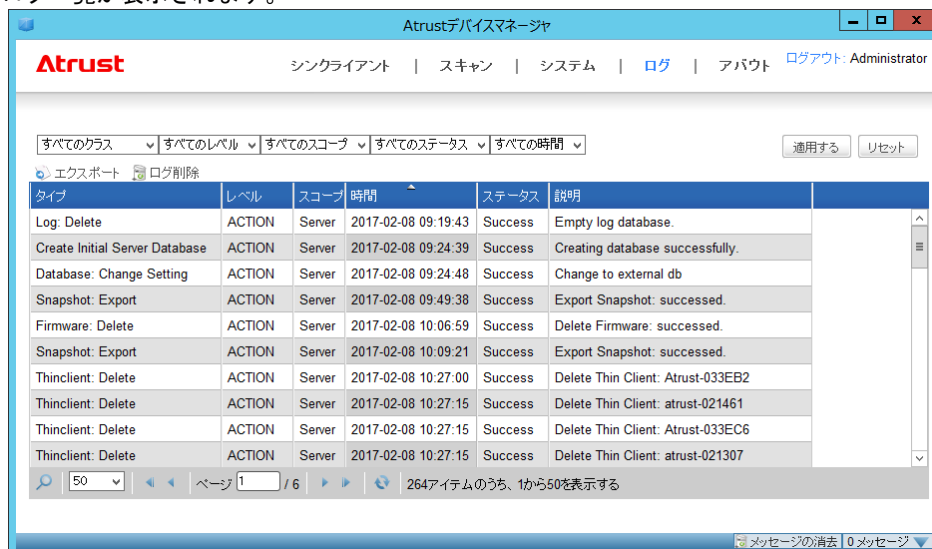 Atrustデバイスマネージャ
Atrust シンクライアント | スキャン | システム | ログ | アバウト ログアウト: Administrator
すべてのクラス すべてのレベル すべてのスコープ すべてのステータス すべての時間 適用する リセット
エクスポート ログ削除
タイプ レベル スコープ 時間 ステータス 説明
Log: Delete ACTION Server 2017-02-08 09:19:43 Success Empty log database.
Create Initial Server Database ACTION Server 2017-02-08 09:24:39 Success Creating database successfully.
Database: Change Setting ACTION Server 2017-02-08 09:24:48 Success Change to external db
Snapshot: Export ACTION Server 2017-02-08 09:49:38 Success Export Snapshot: successed.
Firmware: Delete ACTION Server 2017-02-08 10:06:59 Success Delete Firmware: successed.
Snapshot: Export ACTION Server 2017-02-08 10:09:21 Success Export Snapshot: successed.
Thinclient: Delete ACTION Server 2017-02-08 10:27:00 Success Delete Thin Client: Atrust-033EB2
Thinclient: Delete ACTION Server 2017-02-08 10:27:15 Success Delete Thin Client: atrust-021461
Thinclient: Delete ACTION Server 2017-02-08 10:27:15 Success Delete Thin Client: Atrust-033EC6
Thinclient: Delete ACTION Server 2017-02-08 10:27:15 Success Delete Thin Client: atrust-021307
50 ページ 1 / 6 264アイテムのうち、1から50を表示する
メッセージの消去 0 メッセージ